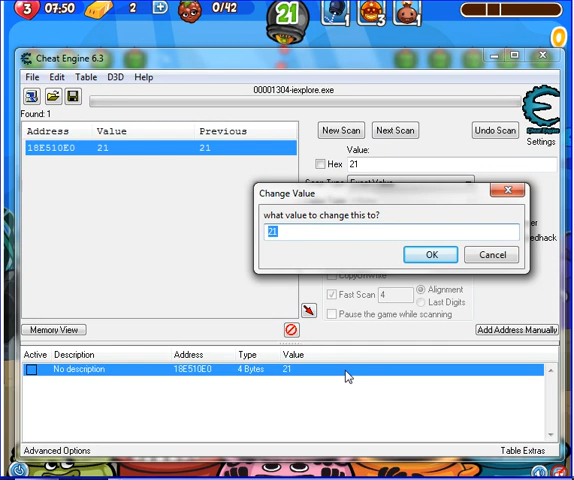 3 07:50 2 0/42 21 1 3 1
0
Cheat Engine 6.3
File Edit Table D3D Help
00001304-iexplore.exe
Found: 1
Address Value Previous
18E510E0 21 21
New Scan Next Scan Undo Scan
Settings
Value:
Hex 21
Change Value
what value to change this to?
21
OK Cancel
Fast Scan 4 Alignment
Last Digits
Pause the game while scanning
Memory View Add Address Manually
Active Description Address Type Value
No description 18E510E0 4 Bytes 21
Advanced Options Table Extras